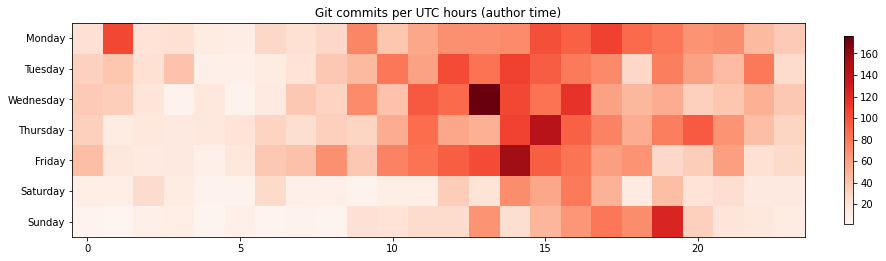 Git commits per UTC hours (author time)
Monday
Tuesday
Wednesday
Thursday
Friday
Saturday
Sunday
0 5 10 15 20
160
140
120
100
80
60
40
20